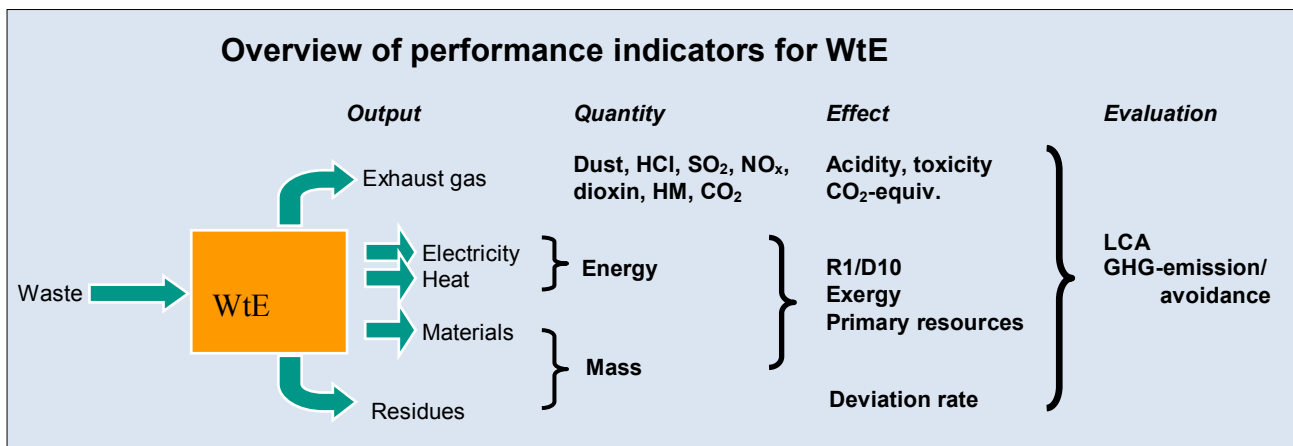 Overview of performance indicators for WtE
Output Quantity Effect Evaluation
Exhaust gas
Dust, HCl, SO₂, NOₓ,
dioxin, HM, CO₂
Acidity, toxicity
CO₂-equiv.
Waste
WtE
Electricity
Heat
Energy
Materials
Residues
Mass
R1/D10
Exergy
Primary resources
Deviation rate
LCA
GHG-emission/
avoidance